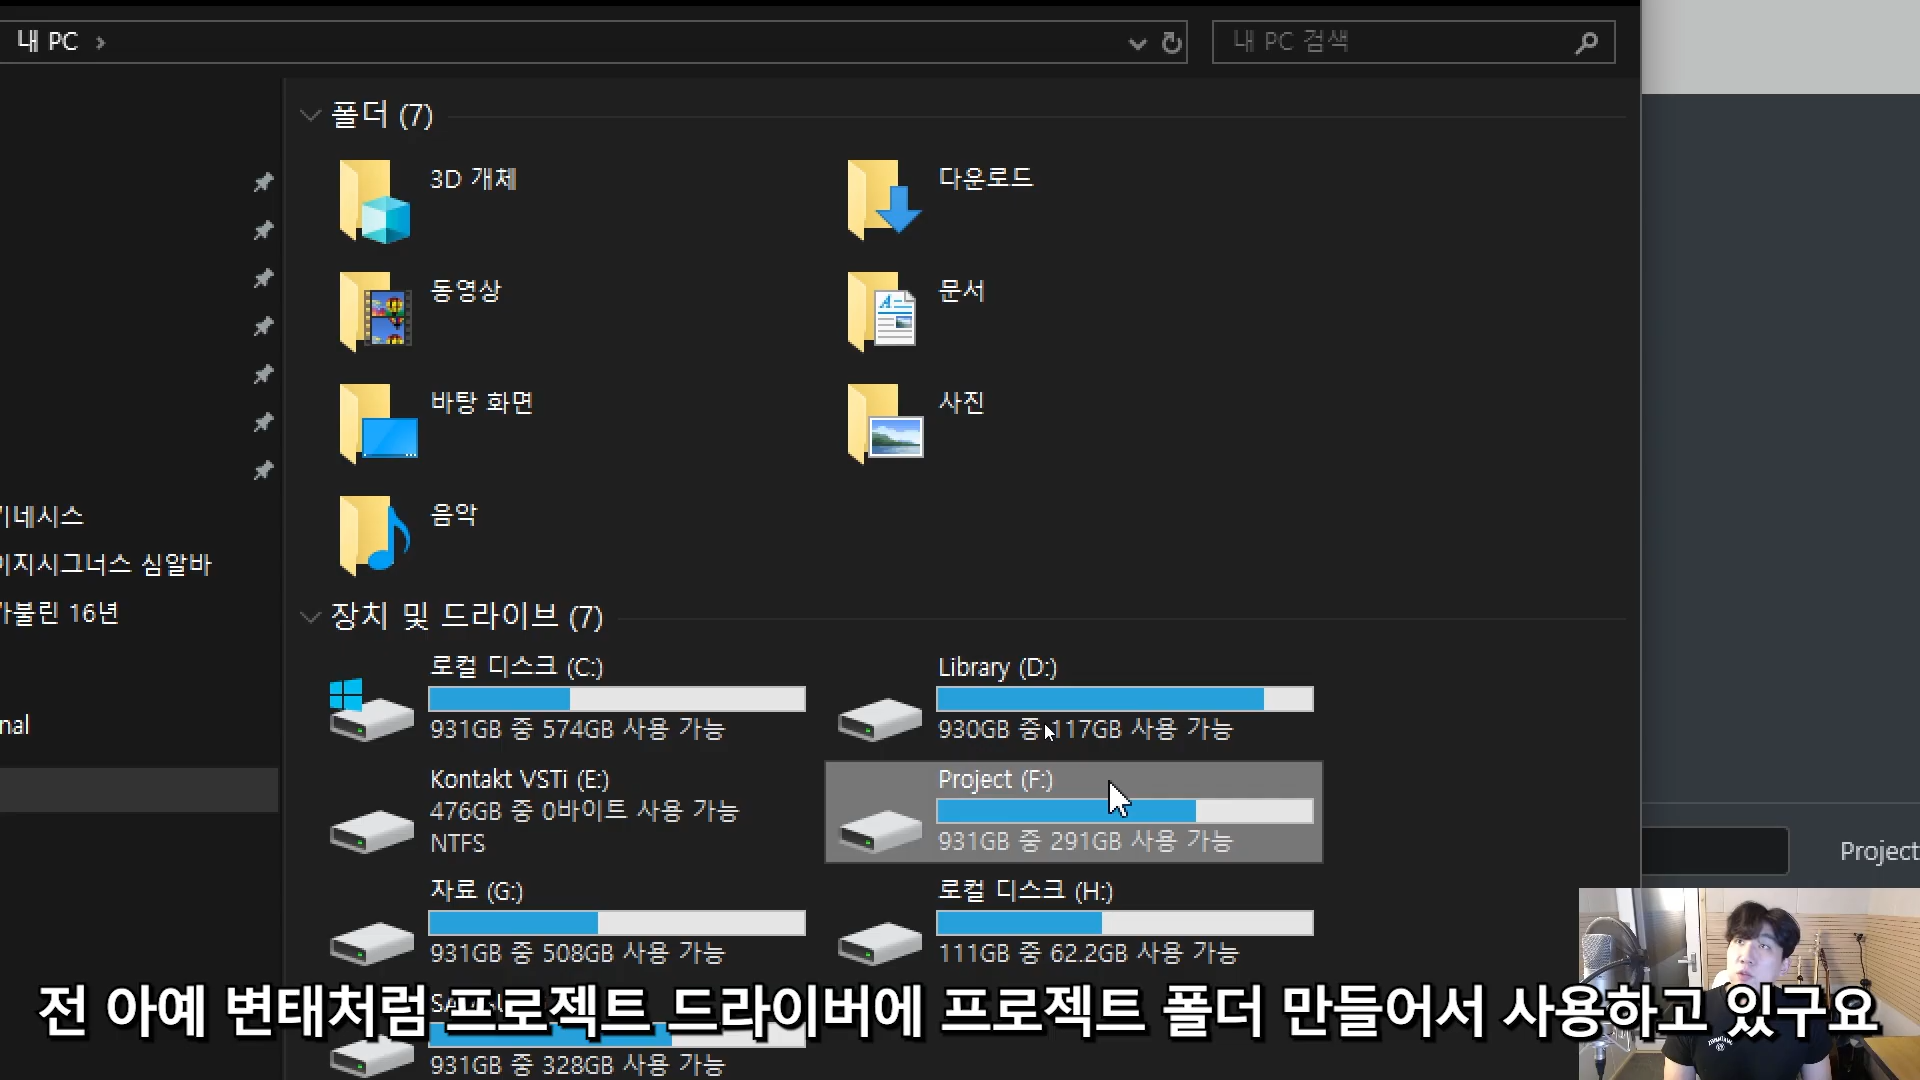 내 PC
내 PC 검색
폴더 (7)
3D 개체
다운로드
동영상
문서
바탕 화면
사진
음악
네시스
지시그너스 심알바
불린 16년
nal
장치 및 드라이브 (7)
로컬 디스크 (C:)
931GB 중 574GB 사용 가능
Library (D:)
930GB 중 117GB 사용 가능
Kontakt VSTi (E:)
476GB 중 0바이트 사용 가능
NTFS
Project (F:)
931GB 중 291GB 사용 가능
자료 (G:)
931GB 중 508GB 사용 가능
로컬 디스크 (H:)
111GB 중 62.2GB 사용 가능
931GB 중 328GB 사용 가능
Project
전 아예 변태처럼 프로젝트 드라이버에 프로젝트 폴더 만들어서 사용하고 있구요